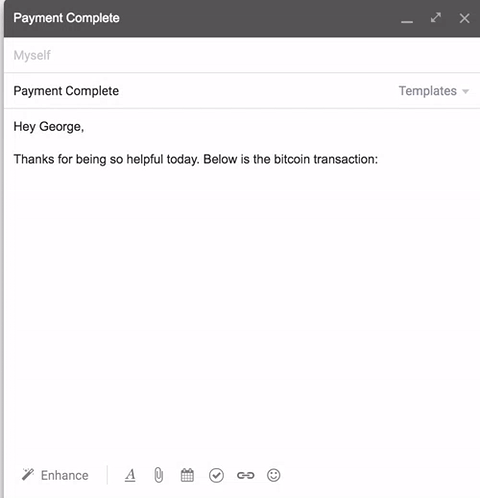 Payment Complete
Myself
Payment Complete Templates
Hey George,
Thanks for being so helpful today. Below is the bitcoin transaction:
Enhance A